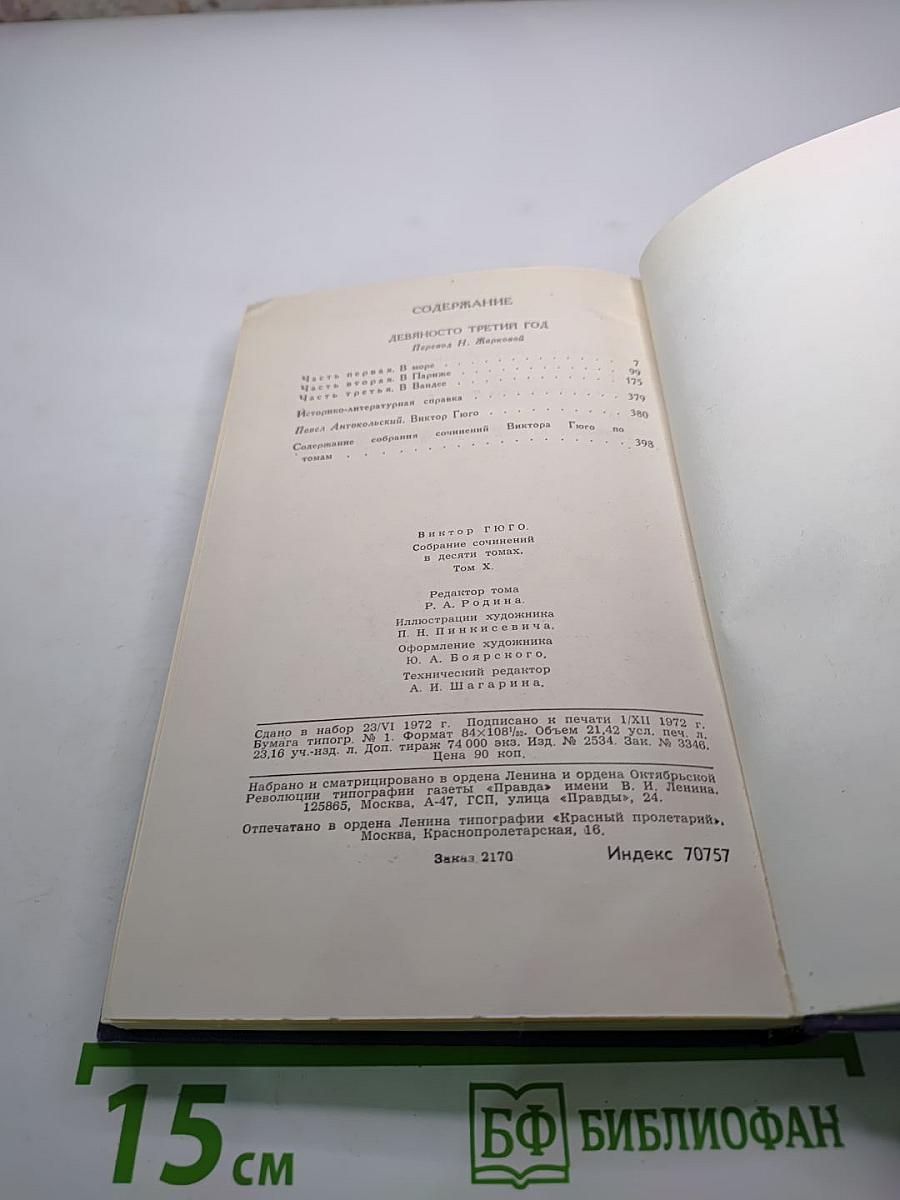 СОДЕРЖАНИЕ
ДЕВЯНОСТО ТРЕТИЙ ГОД
Перевод Н. Жарковой
Часть первая. В море . . . . . . . . . . . . 7
Часть вторая. В Париже . . . . . . . . . . . 99
Часть третья. В Вандее . . . . . . . . . . . 175
Историко-литературная справка . . . . . . . 379
Павел Антокольский. Виктор Гюго . . . . . . . . 380
Содержание собрания сочинений Виктора Гюго по
томам . . . . . . . . . . . . . . . . . . 398
Виктор ГЮГО.
Собрание сочинений
в десяти томах.
Том X.
Редактор тома
Р. А. Родина.
Иллюстрации художника
П. Н. Пинкисевича.
Оформление художника
Ю. А. Боярского.
Технический редактор
А. И. Шагарина.
Сдано в набор 23/VI 1972 г. Подписано к печати 1/XII 1972 г.
Бумага типогр. № 1. Формат 84×108¹/₃₂. Объем 21,42 усл. печ. л.
23,16 уч.-изд. л. Доп. тираж 74 000 экз. Изд. № 2534. Зак. № 3346.
Цена 90 коп.
Набрано и сматрицировано в ордена Ленина и ордена Октябрьской
Революции типографии газеты «Правда» имени В. И. Ленина.
125865, Москва, А-47, ГСП, улица «Правды», 24.
Отпечатано в ордена Ленина типографии «Красный пролетарий».
Москва, Краснопролетарская, 16.
Заказ 2170 Индекс 70757
15 см БФ БИБЛИОФАН